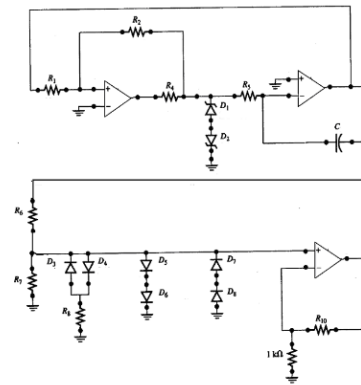 R2
R1
+
−
R4
D1
D2
R5
+
−
C
R6
R7
D3
D4
R8
D5
D6
D7
D8
+
−
R10
1 kΩ